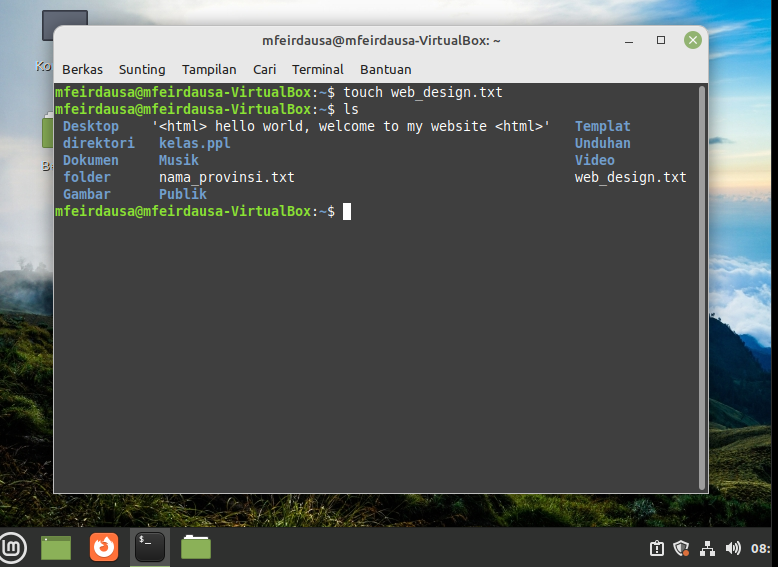 Ko
mfeirdausa@mfeirdausa-VirtualBox: ~
Berkas Sunting Tampilan Cari Terminal Bantuan
mfeirdausa@mfeirdausa-VirtualBox:~$ touch web_design.txt
mfeirdausa@mfeirdausa-VirtualBox:~$ ls
Desktop '<html> hello world, welcome to my website <html>' Templat
direktori kelas.ppl Unduhan
Dokumen Musik Video
folder nama_provinsi.txt web_design.txt
Gambar Publik
mfeirdausa@mfeirdausa-VirtualBox:~$
$_
08: